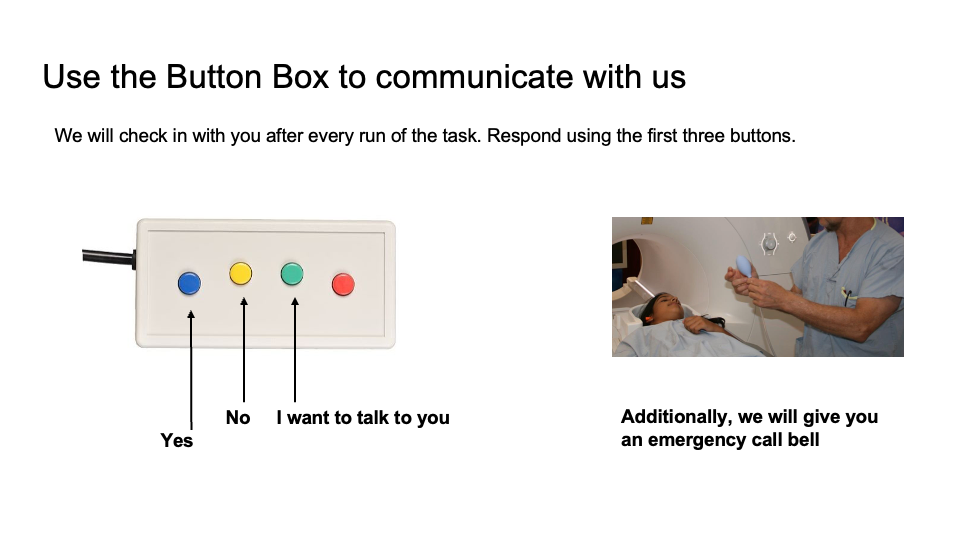 Use the Button Box to communicate with us
We will check in with you after every run of the task. Respond using the first three buttons.
No
I want to talk to you
Yes
Additionally, we will give you
an emergency call bell